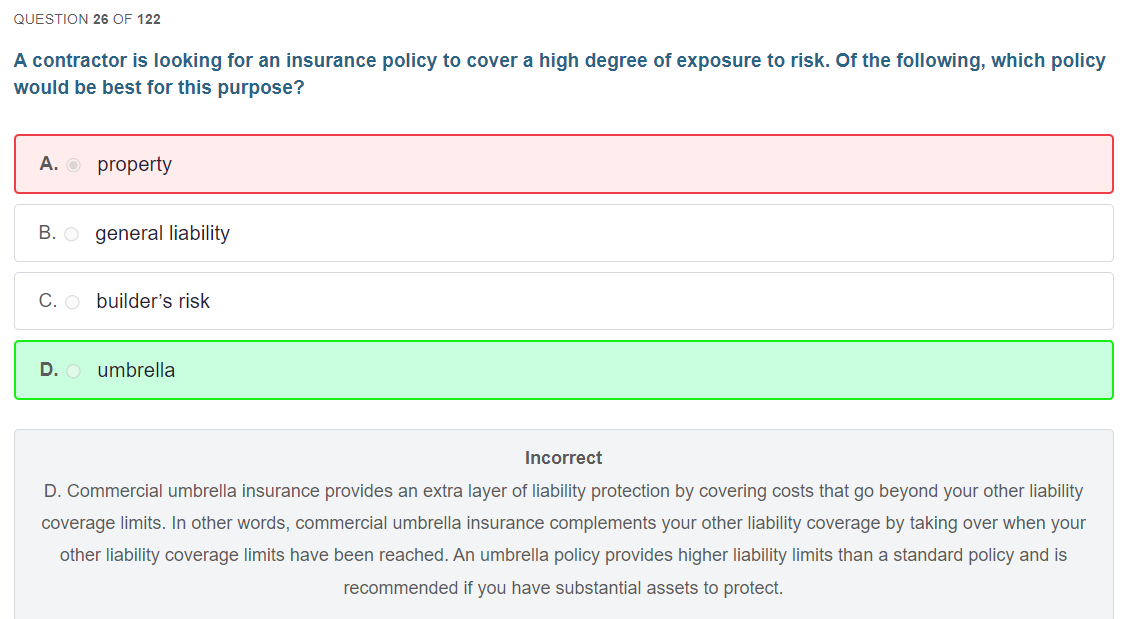 QUESTION 26 OF 122
A contractor is looking for an insurance policy to cover a high degree of exposure to risk. Of the following, which policy
would be best for this purpose?
A. property
B. general liability
C. builder’s risk
D. umbrella
Incorrect
D. Commercial umbrella insurance provides an extra layer of liability protection by covering costs that go beyond your other liability
coverage limits. In other words, commercial umbrella insurance complements your other liability coverage by taking over when your
other liability coverage limits have been reached. An umbrella policy provides higher liability limits than a standard policy and is
recommended if you have substantial assets to protect.